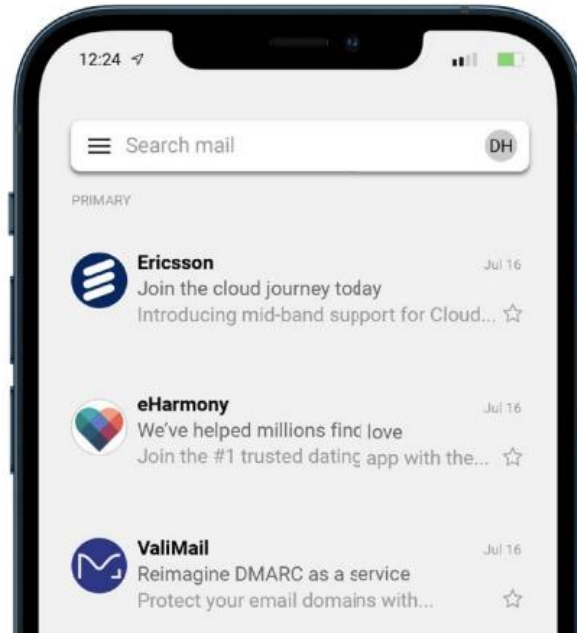 12:24
Search mail
DH
PRIMARY
Ericsson
Jul 16
Join the cloud journey today
Introducing mid-band support for Cloud...
eHarmony
Jul 16
We've helped millions find love
Join the #1 trusted dating app with the...
ValiMail
Jul 16
Reimagine DMARC as a service
Protect your email domains with...